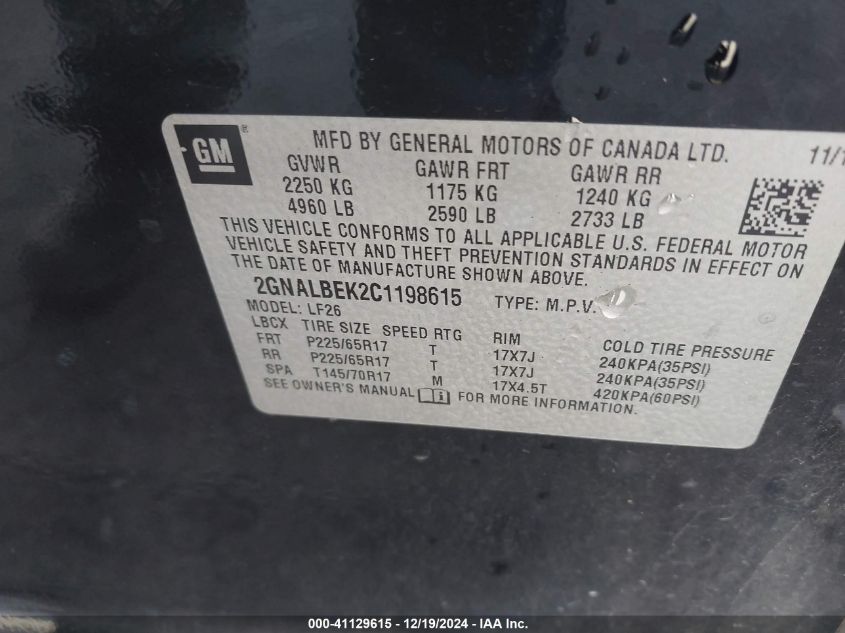 GM ®
MFD BY GENERAL MOTORS OF CANADA LTD. 11/1
GVWR GAWR FRT GAWR RR
2250 KG 1175 KG 1240 KG
4960 LB 2590 LB 2733 LB
THIS VEHICLE CONFORMS TO ALL APPLICABLE U.S. FEDERAL MOTOR
VEHICLE SAFETY AND THEFT PREVENTION STANDARDS IN EFFECT ON
THE DATE OF MANUFACTURE SHOWN ABOVE.
2GNALBEK2C1198615 TYPE: M.P.V.
MODEL: LF26
LBCX TIRE SIZE SPEED RTG RIM COLD TIRE PRESSURE
FRT P225/65R17 T 17X7J 240KPA(35PSI)
RR P225/65R17 T 17X7J 240KPA(35PSI)
SPA T145/70R17 M 17X4.5T 420KPA(60PSI)
SEE OWNER'S MANUAL FOR MORE INFORMATION.
000-41129615 - 12/19/2024 - IAA Inc.